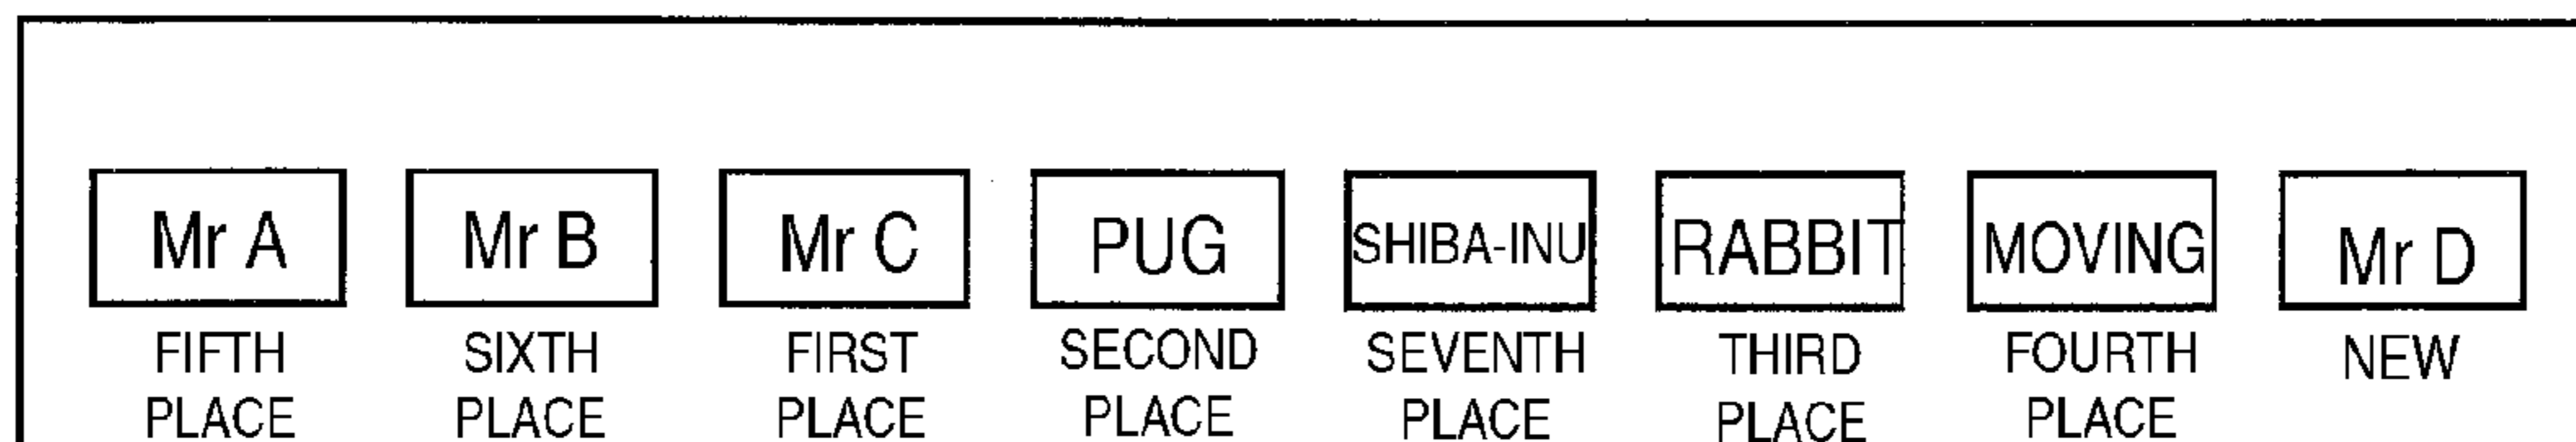 Mr A Mr B Mr C PUG SHIBA-INU RABBIT MOVING Mr D
FIFTH SIXTH FIRST SECOND SEVENTH THIRD FOURTH NEW
PLACE PLACE PLACE PLACE PLACE PLACE PLACE